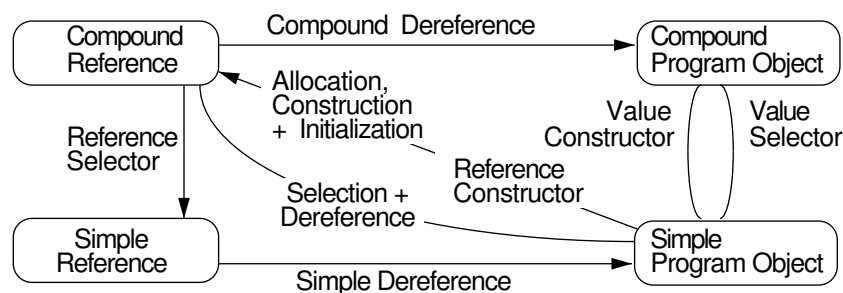 Compound
Reference
Compound Dereference
Compound
Program Object
Allocation,
Construction
+ Initialization
Reference
Selector
Value
Constructor
Value
Selector
Reference
Constructor
Selection +
Dereference
Simple
Reference
Simple Dereference
Simple
Program Object